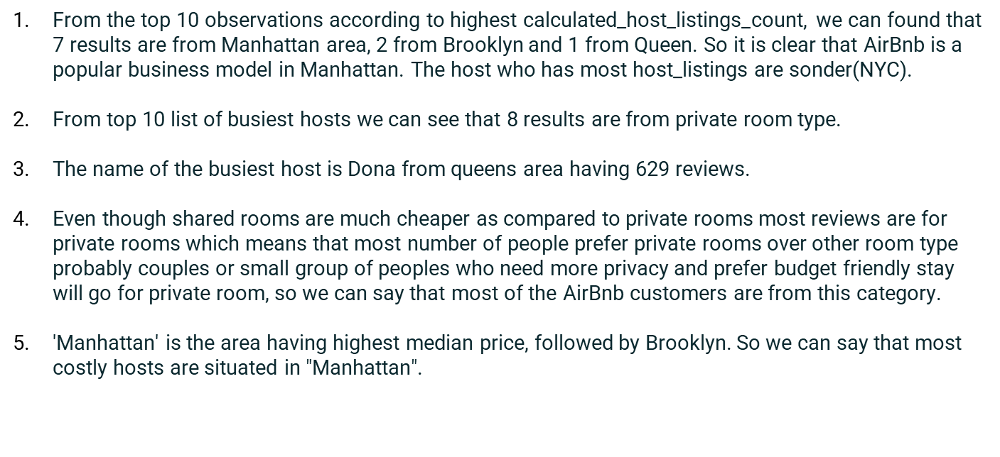 1. From the top 10 observations according to highest calculated_host_listings_count, we can found that
7 results are from Manhattan area, 2 from Brooklyn and 1 from Queen. So it is clear that AirBnb is a
popular business model in Manhattan. The host who has most host_listings are sonder(NYC).
2. From top 10 list of busiest hosts we can see that 8 results are from private room type.
3. The name of the busiest host is Dona from queens area having 629 reviews.
4. Even though shared rooms are much cheaper as compared to private rooms most reviews are for
private rooms which means that most number of people prefer private rooms over other room type
probably couples or small group of peoples who need more privacy and prefer budget friendly stay
will go for private room, so we can say that most of the AirBnb customers are from this category.
5. 'Manhattan' is the area having highest median price, followed by Brooklyn. So we can say that most
costly hosts are situated in "Manhattan".